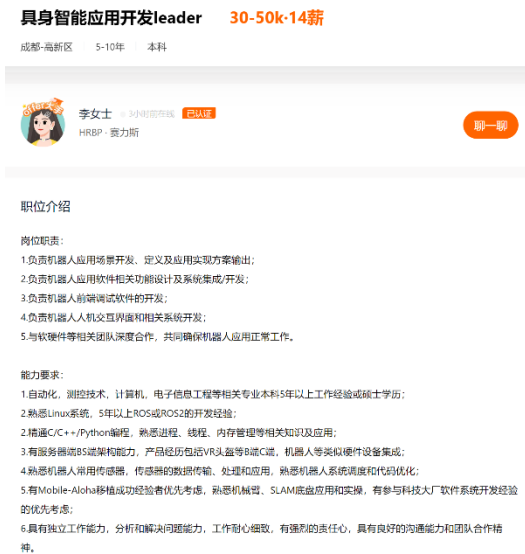 具身智能应用开发leader 30-50k·14薪
成都-高新区 5-10年 本科
李女士 3小时前在线 已认证
HRBP · 赛力斯
聊一聊
职位介绍
岗位职责：
1.负责机器人应用场景开发、定义及应用实现方案输出；
2.负责机器人应用软件相关功能设计及系统集成/开发；
3.负责机器人前端调试软件的开发；
4.负责机器人人机交互界面和相关系统开发；
5.与软硬件等相关团队深度合作，共同确保机器人应用正常工作。
能力要求：
1.自动化，测控技术，计算机，电子信息工程等相关专业本科5年以上工作经验或硕士学历；
2.熟悉Linux系统，5年以上ROS或ROS2的开发经验；
2.精通C/C++/Python编程，熟悉进程、线程、内存管理等相关知识及应用；
3.有服务器端BS端架构能力，产品经历包括VR头盔等B端C端，机器人等类似硬件设备集成；
4.熟悉机器人常用传感器，传感器的数据传输、处理和应用，熟悉机器人系统调度和代码优化；
5.有Mobile-Aloha移植成功经验者优先考虑，熟悉机械臂、SLAM底盘应用和实操，有参与科技大厂软件系统开发经验
的优先考虑；
6.具有独立工作能力，分析和解决问题能力，工作耐心细致，有强烈的责任心，具有良好的沟通能力和团队合作精
神。